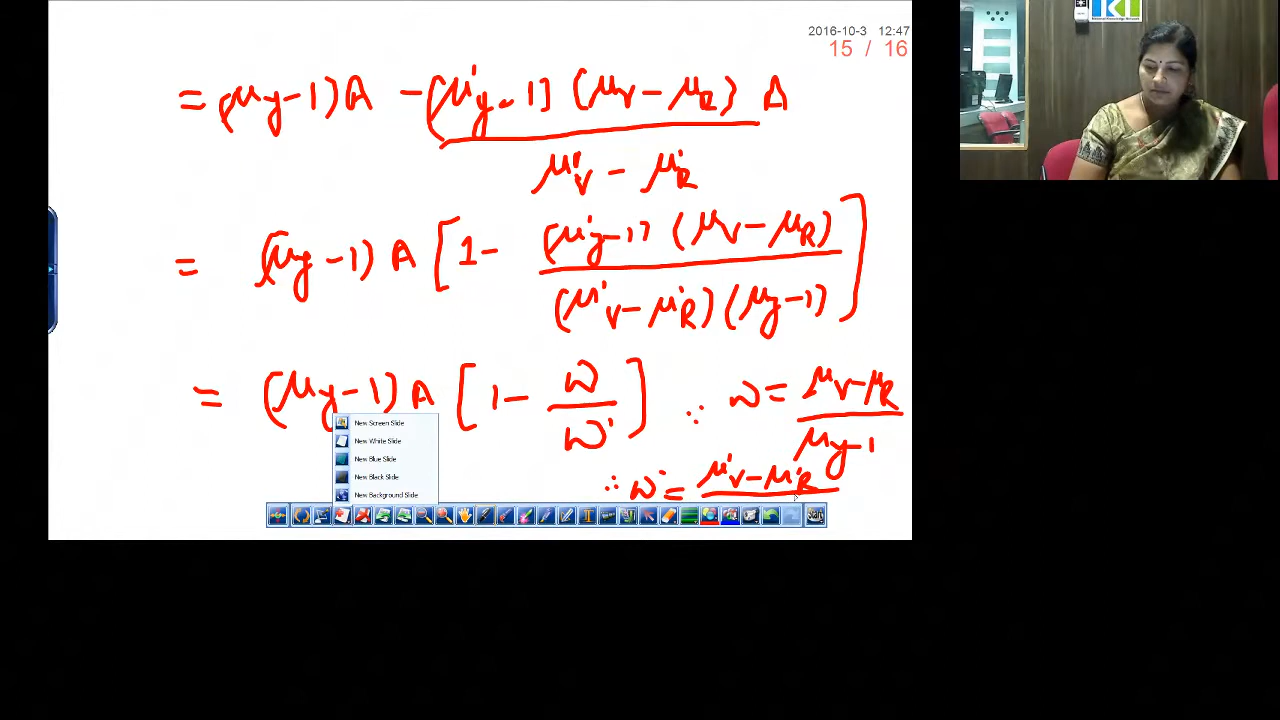 2016-10-3 12:47
15 / 16
= (μy-1)A - (μ'y-1)(μv-μR) A
μ'v - μ'R
= (μy-1) A [1- (μ'y-1)(μv-μR)
(μ'v-μ'R)(μy-1)]
= (μy-1)A [1- ω/ω'] ∵ ω = μv-μR
μy-1
∴ ω' = μ'v-μ'R
New Screen Slide
New White Slide
New Blue Slide
New Black Slide
New Background Slide